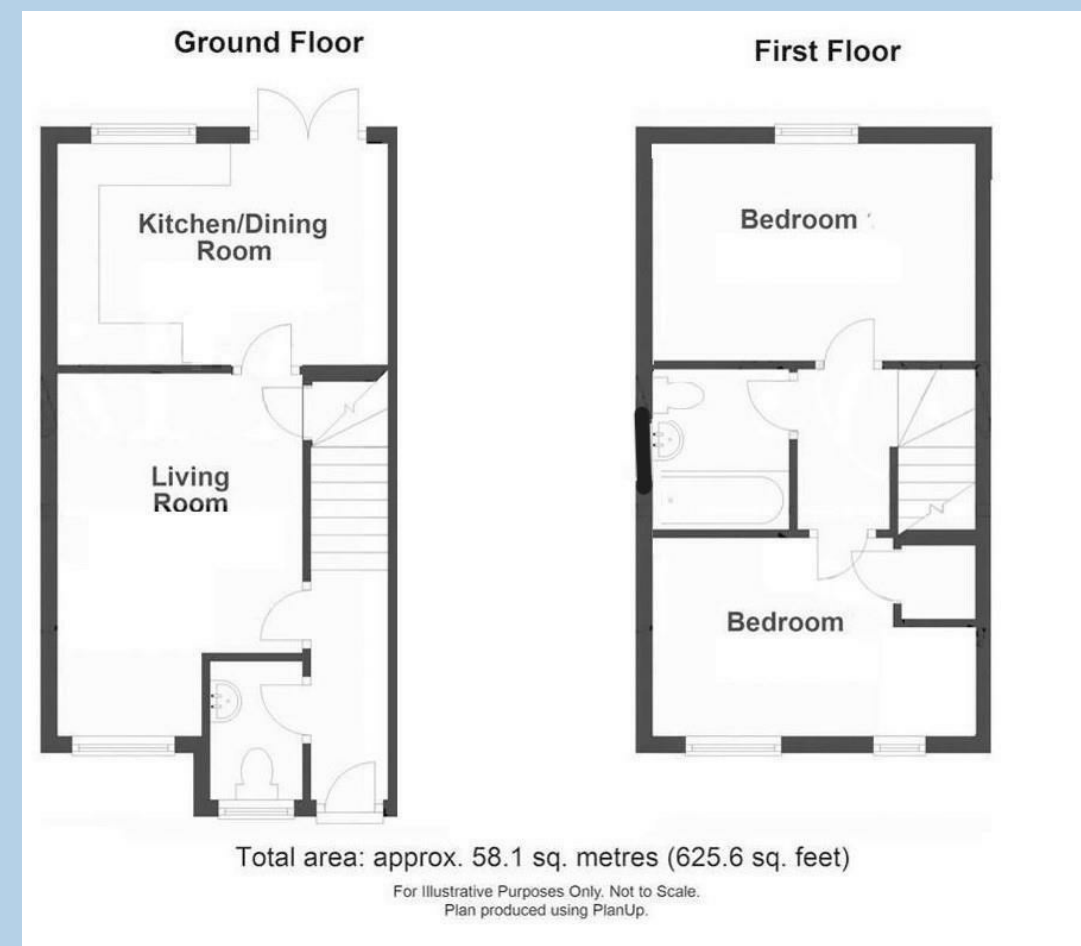 Ground Floor
First Floor
Kitchen/Dining
Room
Bedroom
Living
Room
Bedroom
Total area: approx. 58.1 sq. metres (625.6 sq. feet)
For Illustrative Purposes Only. Not to Scale.
Plan produced using PlanUp.